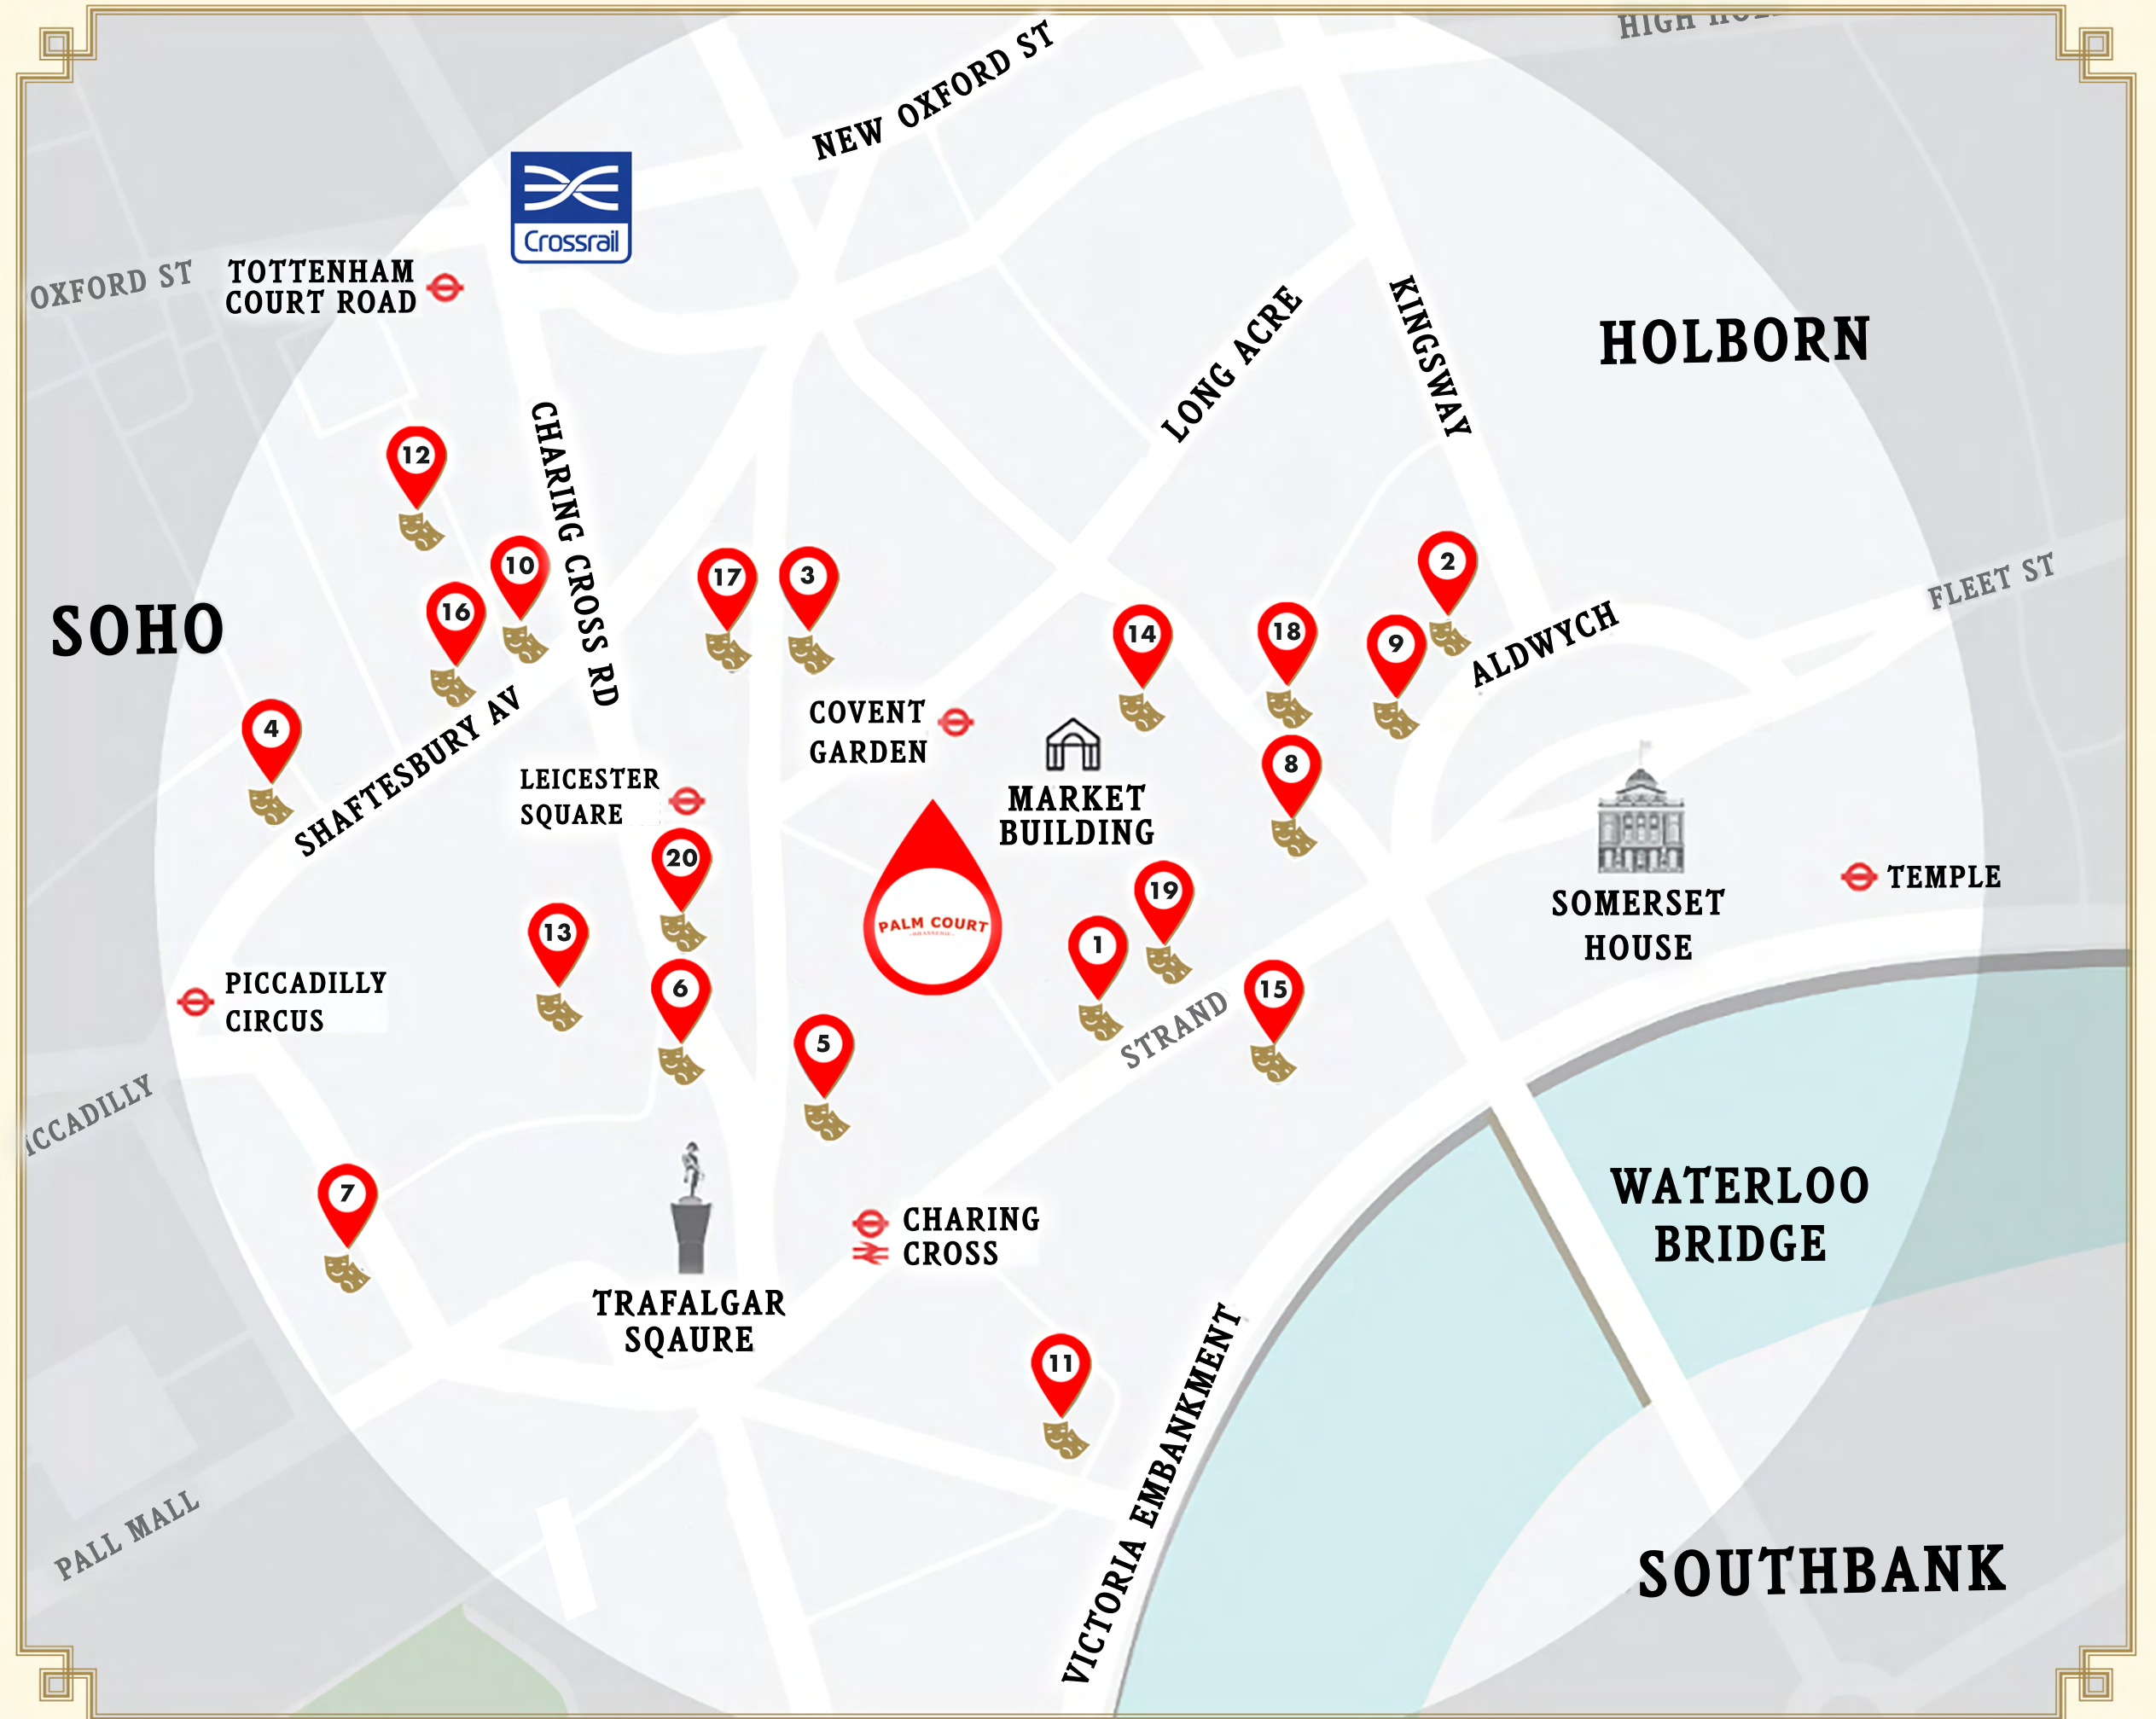 HIGH
NEW OXFORD ST
Crossrail
OXFORD ST
TOTTENHAM
COURT ROAD
LONG ACRE
KINGSWAY
HOLBORN
CHARING CROSS RD
12
10
16
17
3
2
SOHO
14
18
9
ALDWYCH
FLEET ST
4
SHAFTESBURY AV
COVENT
GARDEN
LEICESTER
SQUARE
MARKET
BUILDING
8
20
13
PALM COURT
19
1
SOMERSET
HOUSE
TEMPLE
PICCADILLY
CIRCUS
6
5
STRAND
15
ICCADILLY
7
CHARING
CROSS
WATERLOO
BRIDGE
TRAFALGAR
SQAURE
11
VICTORIA EMBANKMENT
PALL MALL
SOUTHBANK